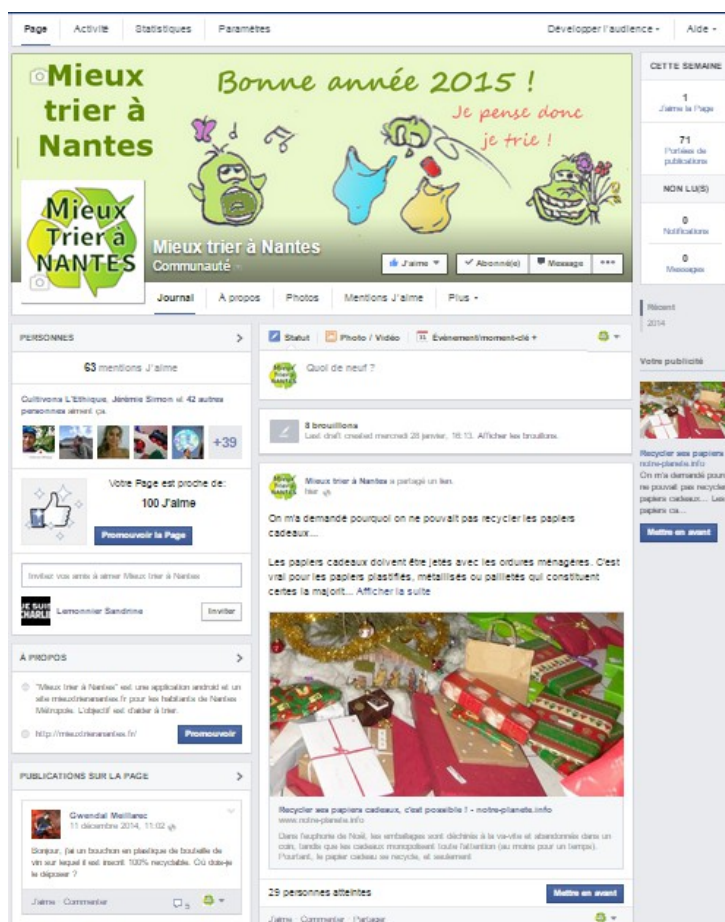 Page Activité Statistiques Paramètres Développer l'audience Aide
Mieux
trier à
Nantes
Bonne année 2015 !
Je pense donc
je trie !
Mieux
Trier à
NANTES
Mieux trier à Nantes
Communauté
J'aime Abonné(e) Message
Journal À propos Photos Mentions J'aime Plus
CETTE SEMAINE
1
J'aime la Page
71
Portées de
publications
NON LU(S)
0
Notifications
0
Messages
Récent
2014
Votre publicité
Recycler ses papiers
notre-planete.info
On m'a demandé pour
ne pouvait pas recycler
papiers cadeaux... Les
papiers ca...
Mettre en avant
PERSONNES
63 mentions J'aime
Cultivons L'Ethique, Jérémie Simon et 42 autres
personnes aiment ça.
+39
Votre Page est proche de:
100 J'aime
Promouvoir la Page
Invitez vos amis à aimer Mieux trier à Nantes
JE SUIS
CHARLIE
Lemonnier Sandrine
Inviter
À PROPOS
"Mieux trier à Nantes" est une application android et un
site mieuxtrieranantes.fr pour les habitants de Nantes
Métropole. L'objectif est d'aider à trier.
http://mieuxtrieranantes.fr/
Promouvoir
PUBLICATIONS SUR LA PAGE
Gwendal Meillarec
11 décembre 2014, 11:02
Bonjour, j'ai un bouchon en plastique de bouteille de
vin sur lequel il est inscrit 100% recyclable. Où dois-je
le déposer ?
J'aime · Commenter 5
Statut Photo / Vidéo 31 Évènement/moment-clé +
Mieux
Trier à
NANTES
Quoi de neuf ?
8 brouillons
Last draft created mercredi 28 janvier, 16:13. Afficher les brouillons.
Mieux
Trier à
NANTES
Mieux trier à Nantes a partagé un lien.
hier
On m'a demandé pourquoi on ne pouvait pas recycler les papiers
cadeaux...
Les papiers cadeaux doivent être jetés avec les ordures ménagères. C'est
vrai pour les papiers plastifiés, métallisés ou pailletés qui constituent
certes la majorit... Afficher la suite
Recycler ses papiers cadeaux, c'est possible ! - notre-planete.info
www.notre-planete.info
Dans l'euphorie de Noël, les emballages sont déchirés à la va-vite et abandonnés dans un
coin, tandis que les cadeaux monopolisent toute l'attention (au moins pour un temps).
Pourtant, le papier cadeau se recycle, et seulement
29 personnes atteintes
Mettre en avant
J'aime · Commenter · Partager